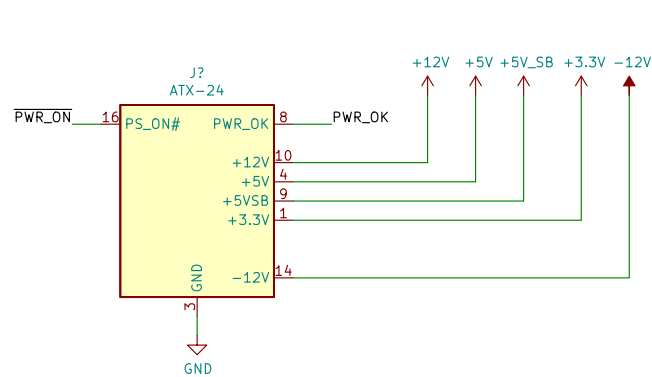 +12V +5V +5V_SB +3.3V -12V
J?
ATX-24
PWR_ON 16 PS_ON# PWR_OK 8 PWR_OK
+12V 10
+5V 4
+5VSB 9
+3.3V 1
-12V 14
GND
3
GND